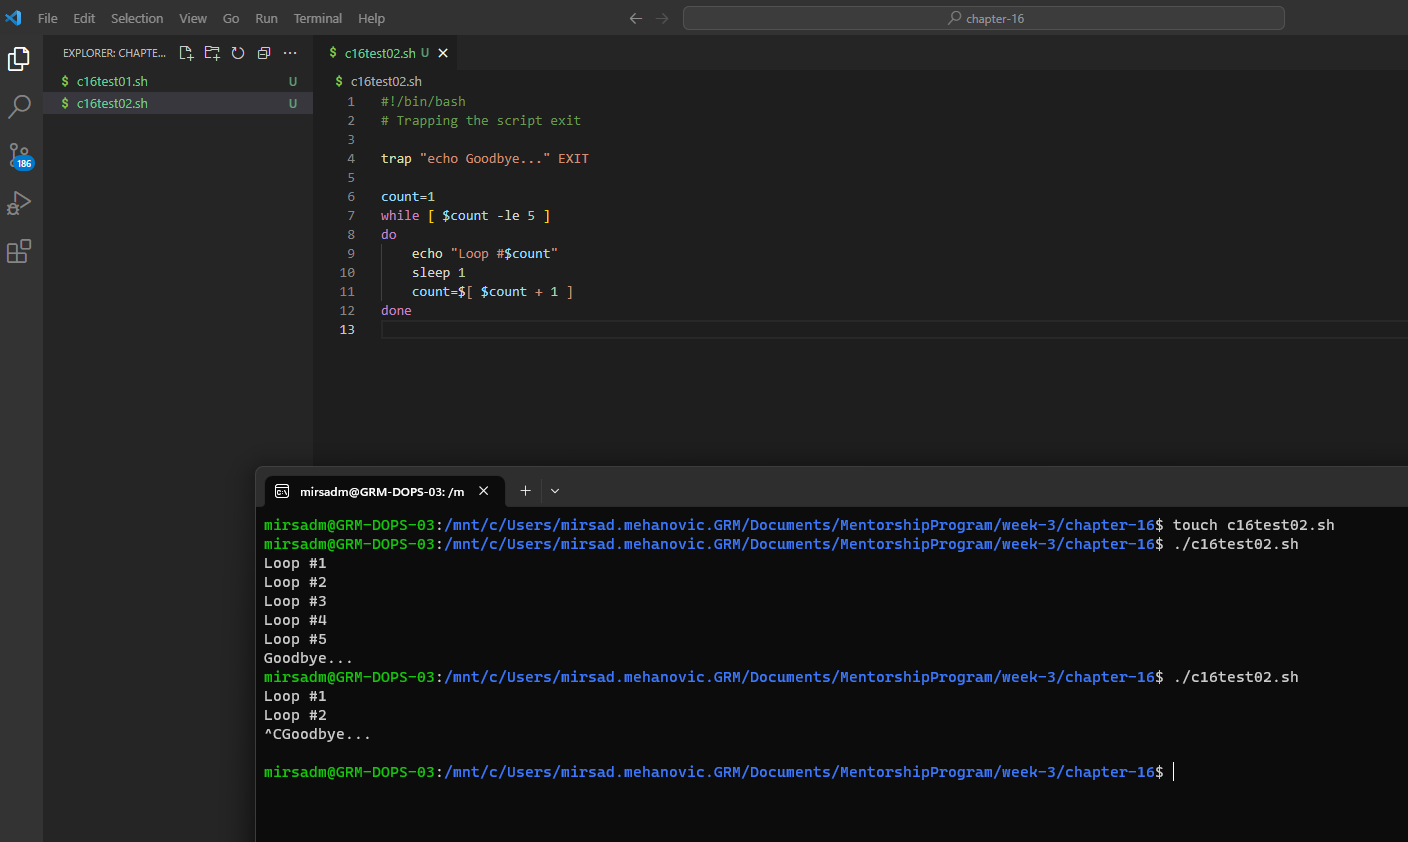 File Edit Selection View Go Run Terminal Help
chapter-16
EXPLORER: CHAPTE...
c16test02.sh U
$ c16test01.sh U
$ c16test02.sh U
186
$ c16test02.sh
1 #!/bin/bash
2 # Trapping the script exit
3
4 trap "echo Goodbye..." EXIT
5
6 count=1
7 while [ $count -le 5 ]
8 do
9 echo "Loop #$count"
10 sleep 1
11 count=$[ $count + 1 ]
12 done
13
mirsadm@GRM-DOPS-03: /m
mirsadm@GRM-DOPS-03:/mnt/c/Users/mirsad.mehanovic.GRM/Documents/MentorshipProgram/week-3/chapter-16$ touch c16test02.sh
mirsadm@GRM-DOPS-03:/mnt/c/Users/mirsad.mehanovic.GRM/Documents/MentorshipProgram/week-3/chapter-16$ ./c16test02.sh
Loop #1
Loop #2
Loop #3
Loop #4
Loop #5
Goodbye...
mirsadm@GRM-DOPS-03:/mnt/c/Users/mirsad.mehanovic.GRM/Documents/MentorshipProgram/week-3/chapter-16$ ./c16test02.sh
Loop #1
Loop #2
^CGoodbye...
mirsadm@GRM-DOPS-03:/mnt/c/Users/mirsad.mehanovic.GRM/Documents/MentorshipProgram/week-3/chapter-16$